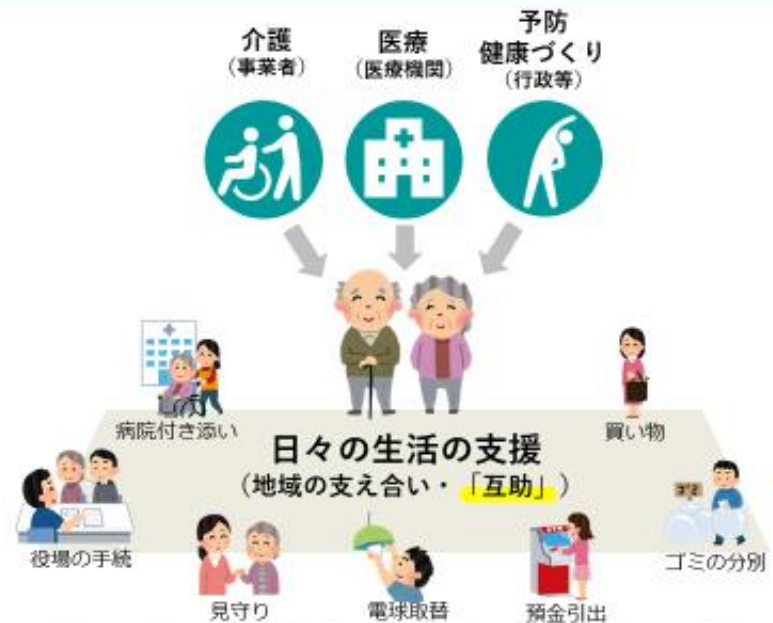 介護
（事業者）
医療
（医療機関）
予防
健康づくり
（行政等）
病院付き添い
買い物
日々の生活の支援
（地域の支え合い・「互助」）
役場の手続
見守り
電球取替
預金引出
ゴミ
ゴミの分別
ATM